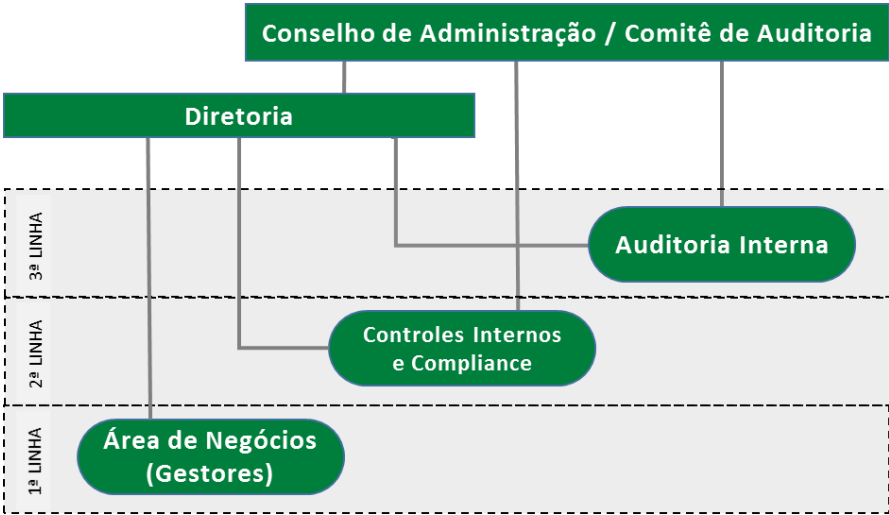 Conselho de Administração / Comitê de Auditoria
Diretoria
3ª LINHA
Auditoria Interna
2ª LINHA
Controles Internos
e Compliance
1ª LINHA
Área de Negócios
(Gestores)